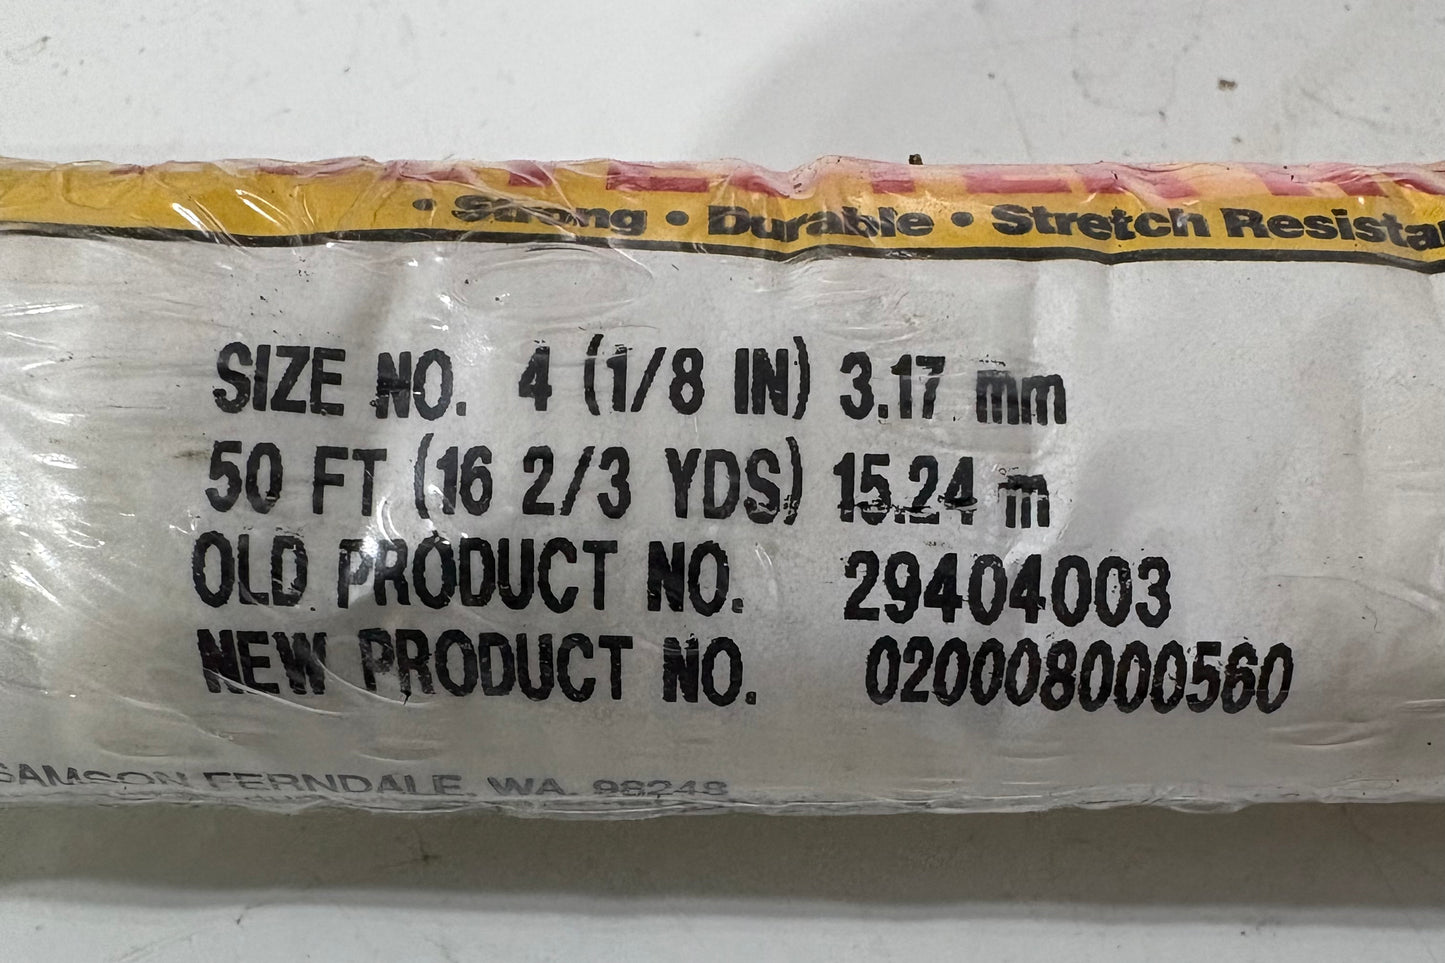 • Strong • Durable • Stretch Resista
SIZE NO. 4 (1/8 IN) 3.17 mm
50 FT (16 2/3 YDS) 15.24 m
OLD PRODUCT NO. 29404003
NEW PRODUCT NO. 020008000560
SAMSON FERNDALE, WA. 98248